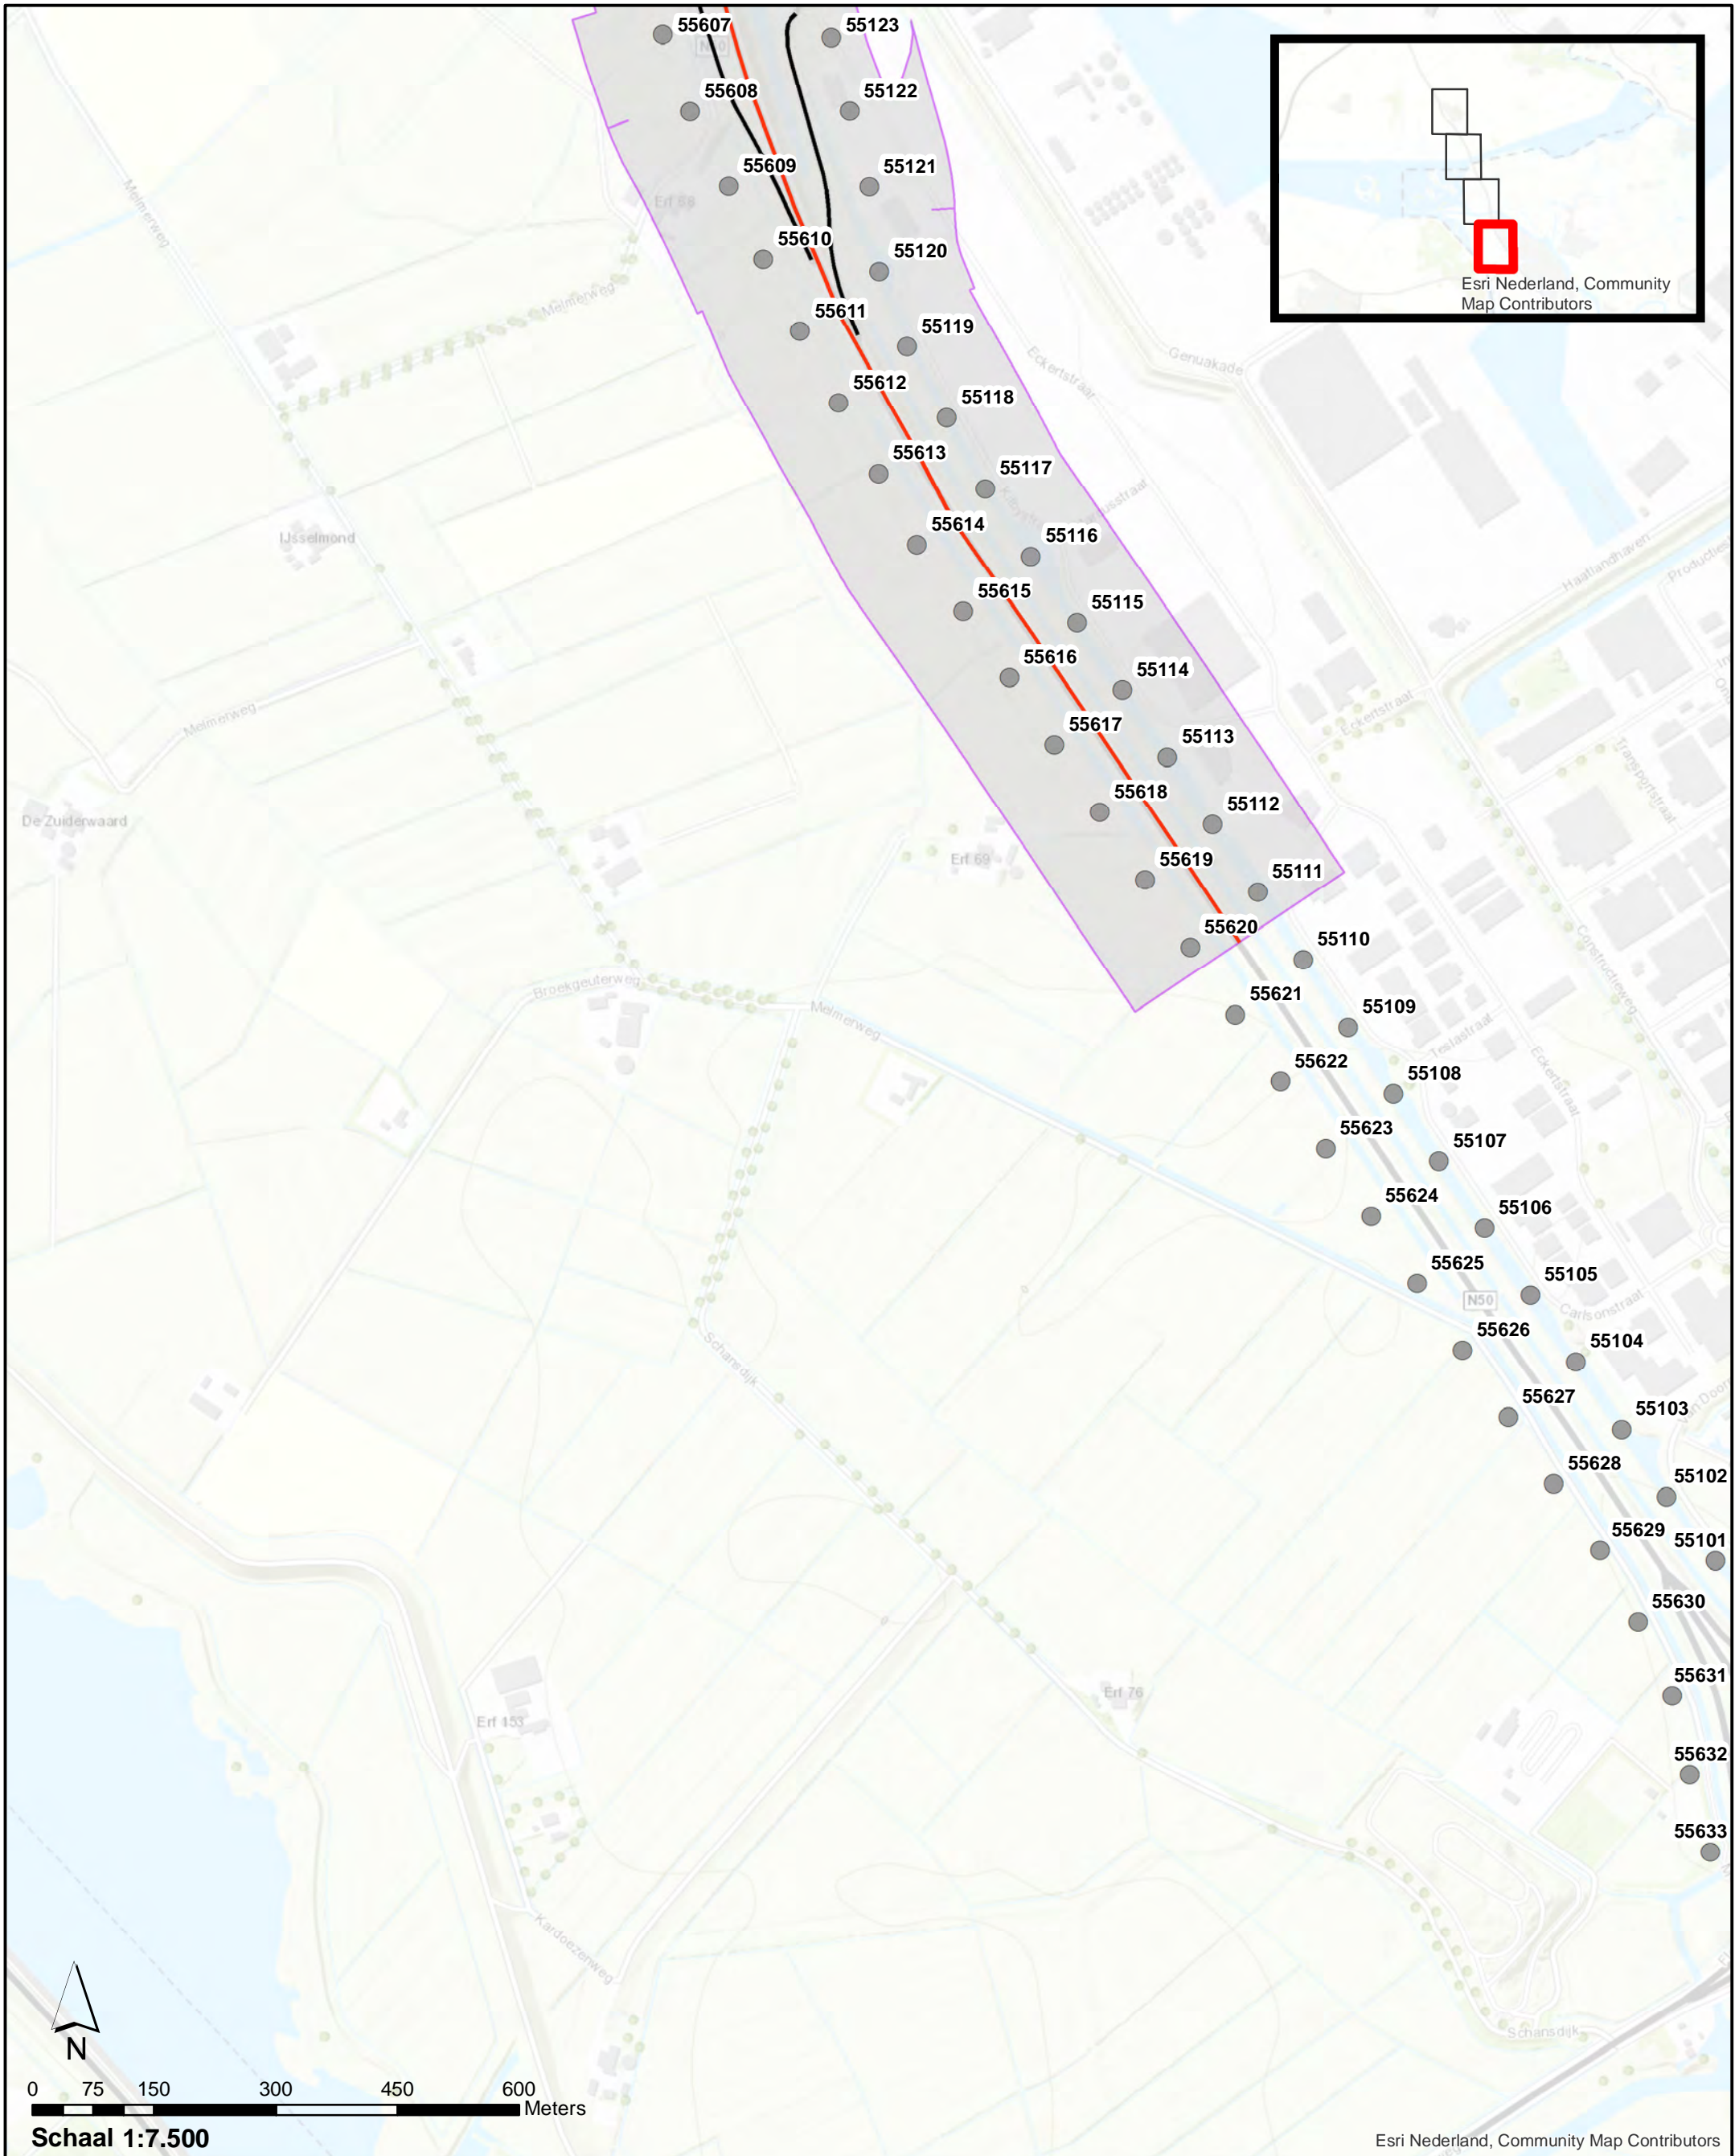 55607
N50
55123
55608
55122
Melmerweg
55609
55121
Erf 68
55610
55120
Melmerweg
55611
55119
Esri Nederland, Community
Map Contributors
Eckertstraat
Genuakade
55612
55118
55613
55117
IJsselmond
55614
55116
Haatlandhaven
55615
55115
55616
55114
Melmerweg
Eckertstraat
55617
55113
Transportstraat
55618
55112
De Zuiderwaard
Erf 69
55619
55111
55620
55110
Constructieweg
Broekgeuterweg
Melmerweg
55621
55109
Teslastraat
Eckertstraat
55622
55108
55623
55107
55624
55106
55625
55105
N50
Carlsonstraat
55626
55104
Schansdijk
55627
55103
55628
55102
55629
55101
55630
55631
Erf 76
Erf 153
55632
55633
Kardoezenweg
N
Schansdijk
0 75 150 300 450 600
Meters
Schaal 1:7.500
Esri Nederland, Community Map Contributors